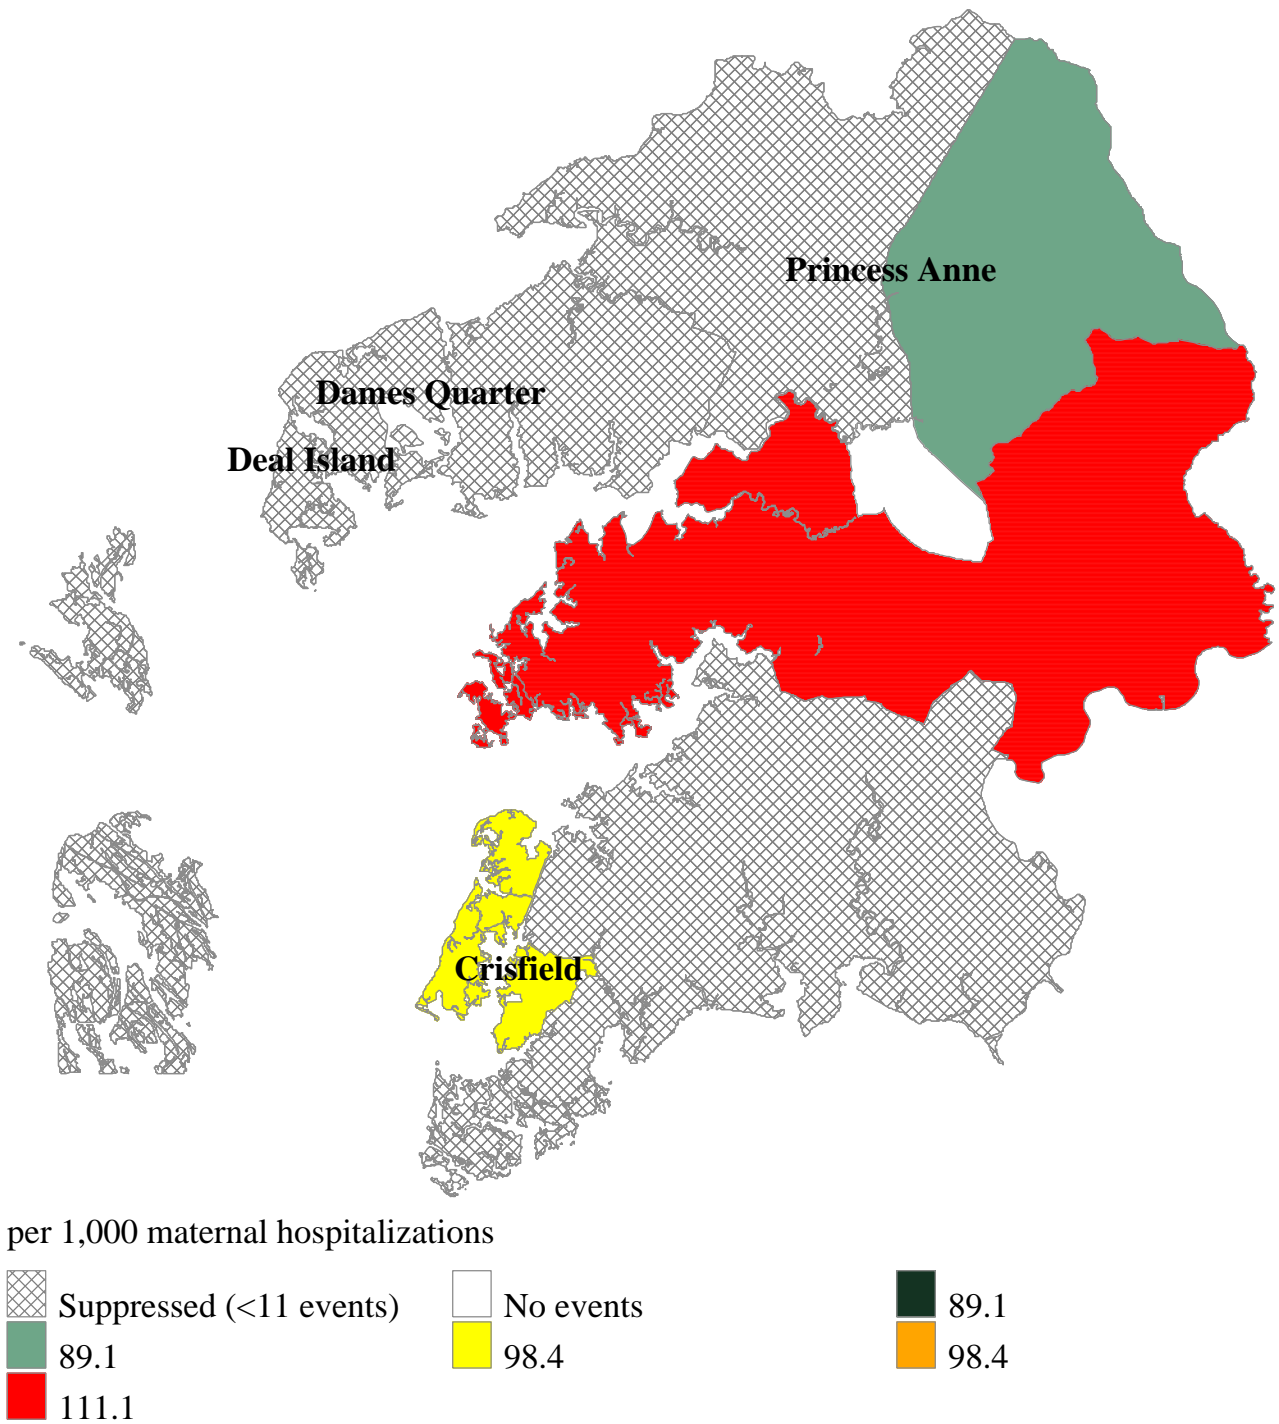 Princess Anne
Dames Quarter
Deal Island
Crisfield
per 1,000 maternal hospitalizations
Suppressed (<11 events)
No events
89.1
89.1
98.4
98.4
111.1